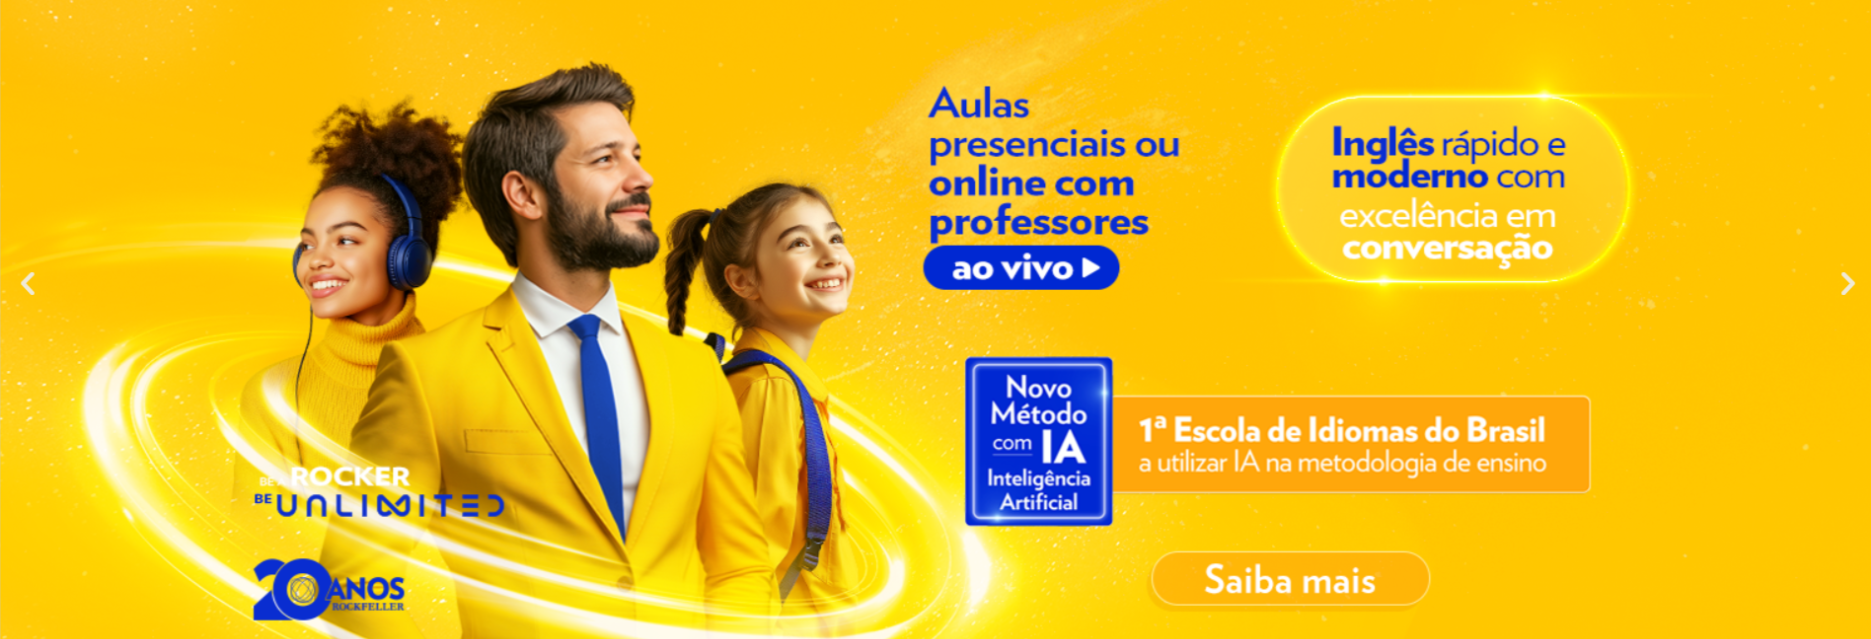 Aulas
presenciais ou
online com
professores
ao vivo
Inglês rápido e
moderno com
excelência em
conversação
Novo
Método
com IA
Inteligência
Artificial
1ª Escola de Idiomas do Brasil
a utilizar IA na metodologia de ensino
BE A ROCKER
BE UNLIMITED
20 ANOS
ROCKFELLER
Saiba mais